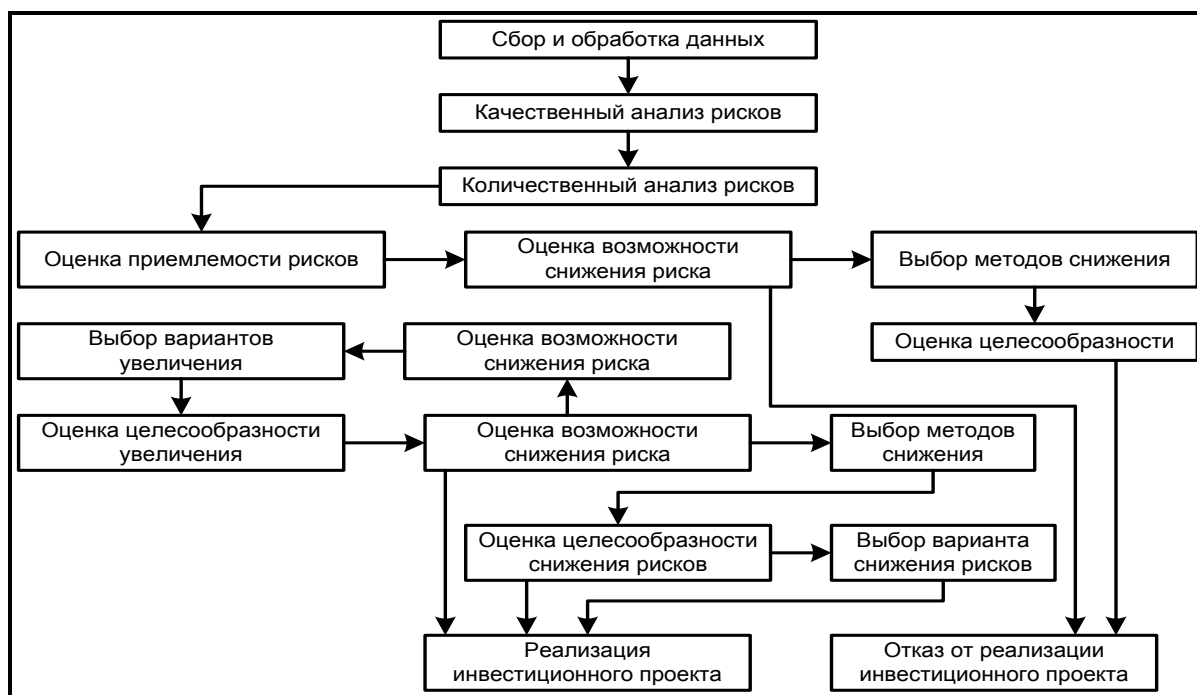 Сбор и обработка данных
Качественный анализ рисков
Количественный анализ рисков
Оценка приемлемости рисков
Оценка возможности
снижения риска
Выбор методов снижения
Выбор вариантов
увеличения
Оценка возможности
снижения риска
Оценка целесообразности
Оценка целесообразности
увеличения
Оценка возможности
снижения риска
Выбор методов
снижения
Оценка целесообразности
снижения рисков
Выбор варианта
снижения рисков
Реализация
инвестиционного проекта
Отказ от реализации
инвестиционного проекта